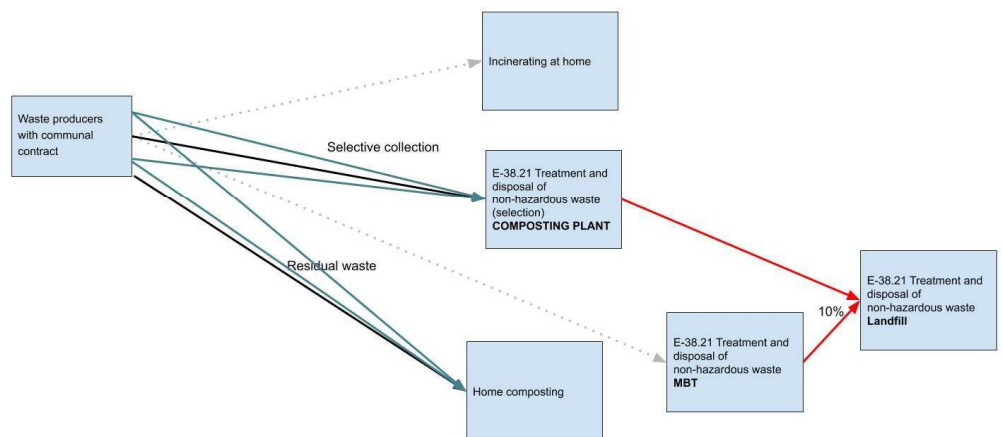 Incinerating at home
Waste producers
with communal
contract
Selective collection
E-38.21 Treatment and
disposal of
non-hazardous waste
(selection)
COMPOSTING PLANT
Residual waste
E-38.21 Treatment and
disposal of
non-hazardous waste
Landfill
10%
E-38.21 Treatment and
disposal of
non-hazardous waste
MBT
Home composting